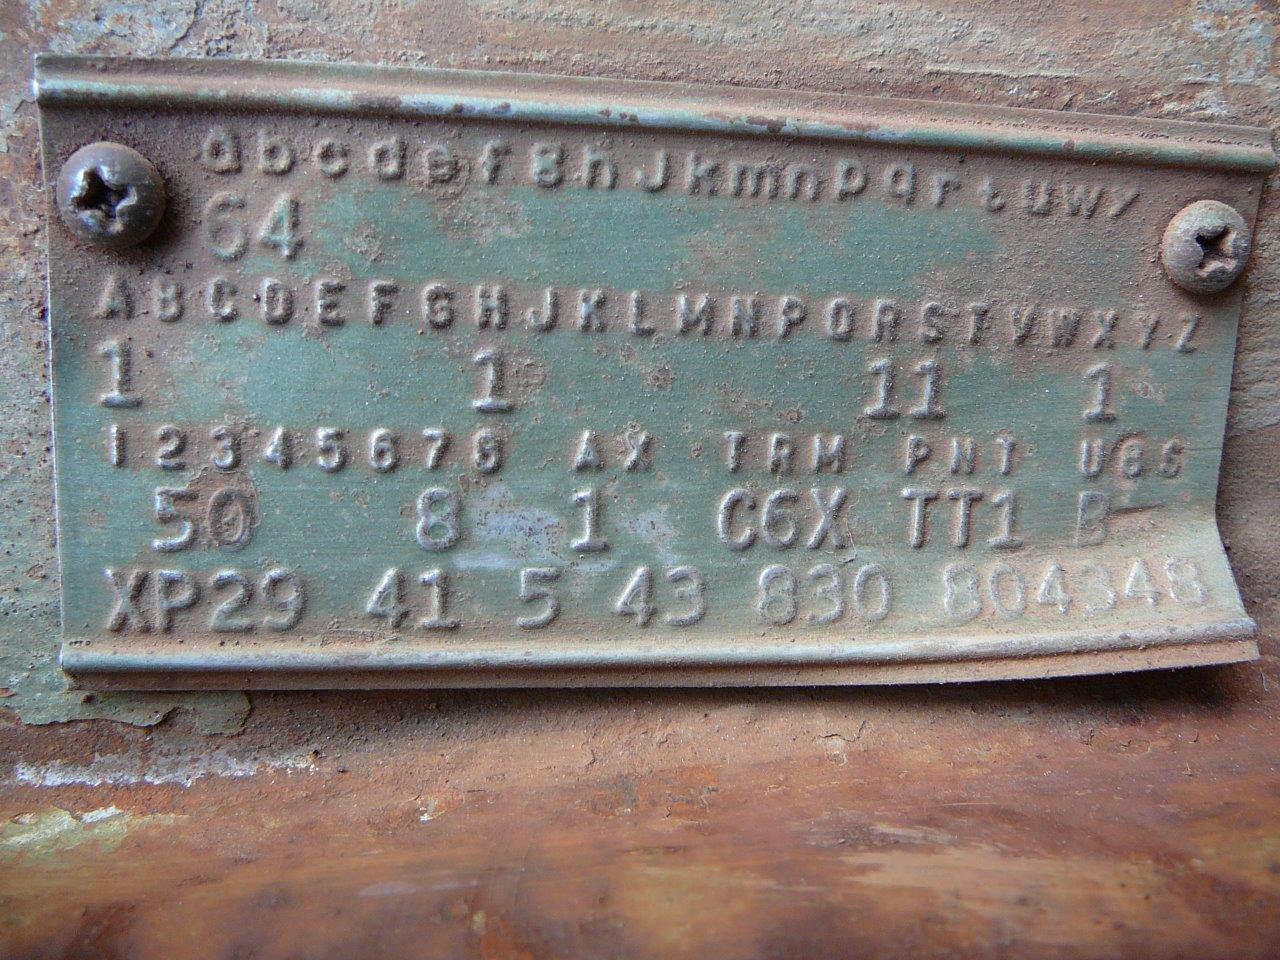 abcdefghJkmnpqrtuwy
64
ABCDEFGHJKLMNPQRSTVWXYZ
1 1 11 1
12345678 AX TRM PNT UBS
50 8 1 C6X TT1 B
XP29 41 5 43 830 804348